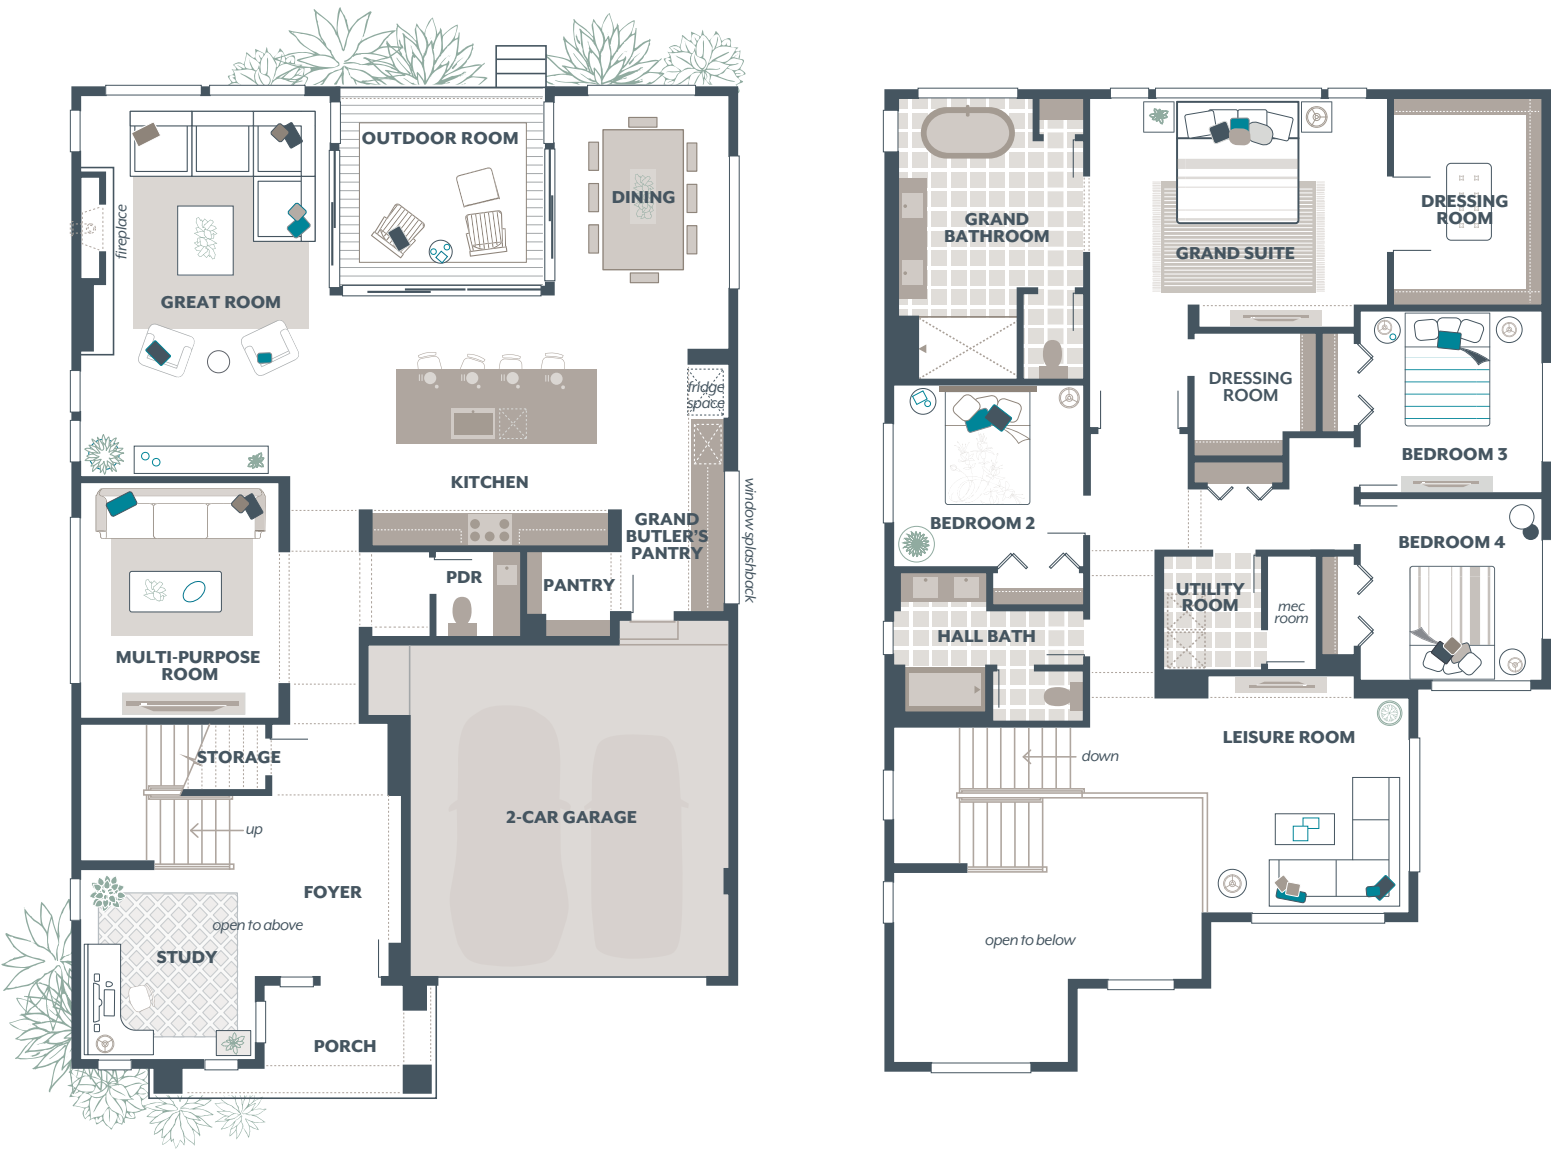 OUTDOOR ROOM
DINING
fireplace
GREAT ROOM
fridge
space
KITCHEN
GRAND
BUTLER'S
PANTRY
window splashback
PDR
PANTRY
MULTI-PURPOSE
ROOM
STORAGE
up
2-CAR GARAGE
FOYER
open to above
STUDY
PORCH
GRAND
BATHROOM
GRAND SUITE
DRESSING
ROOM
DRESSING
ROOM
BEDROOM 3
BEDROOM 2
BEDROOM 4
UTILITY
ROOM
mec
room
HALL BATH
LEISURE ROOM
down
open to below